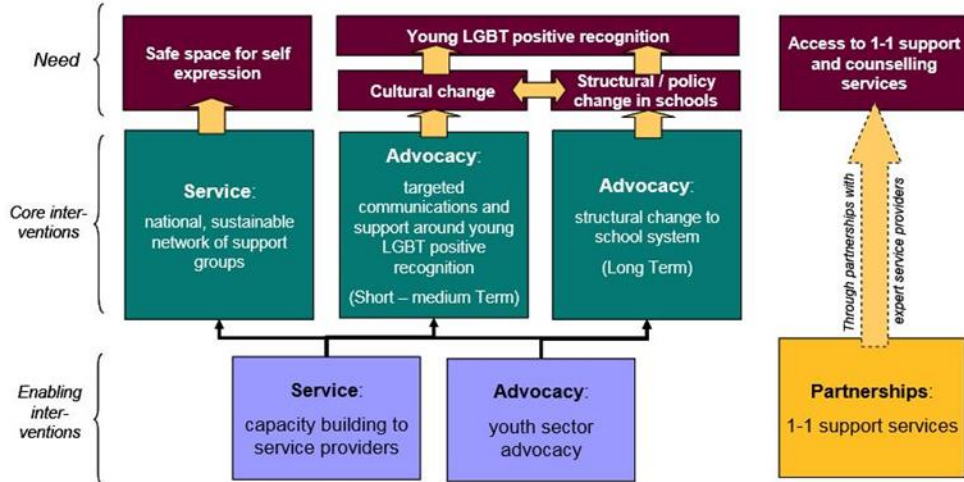 Need
Safe space for self
expression
Young LGBT positive recognition
Cultural change
Structural / policy
change in schools
Access to 1-1 support
and counselling
services
Core inter-
ventions
Service:
national, sustainable
network of support
groups
Advocacy:
targeted
communications and
support around young
LGBT positive
recognition
(Short – medium Term)
Advocacy:
structural change to
school system
(Long Term)
Through partnerships with
expert service providers
Enabling
inter-
ventions
Service:
capacity building to
service providers
Advocacy:
youth sector
advocacy
Partnerships:
1-1 support services